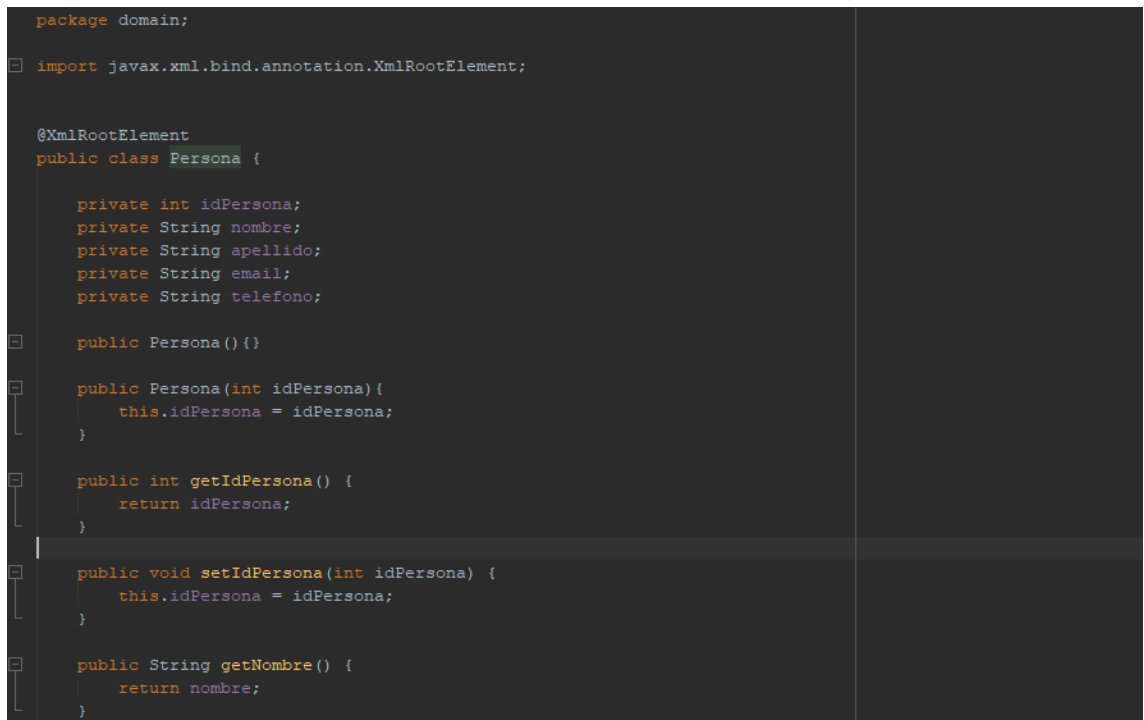 package domain;
import javax.xml.bind.annotation.XmlRootElement;
@XmlRootElement
public class Persona {
private int idPersona;
private String nombre;
private String apellido;
private String email;
private String telefono;
public Persona(){}
public Persona(int idPersona){
this.idPersona = idPersona;
}
public int getIdPersona() {
return idPersona;
}
public void setIdPersona(int idPersona) {
this.idPersona = idPersona;
}
public String getNombre() {
return nombre;
}